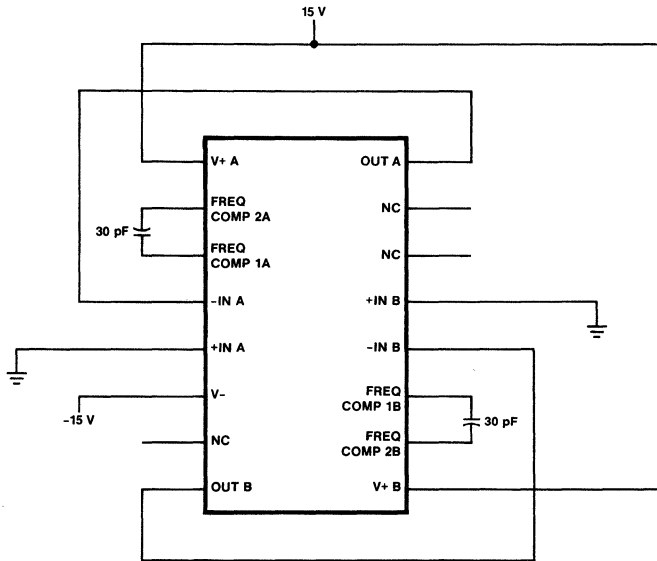 15 V
V+ A
OUT A
FREQ
COMP 2A
NC
30 pF
FREQ
COMP 1A
NC
-IN A
+IN B
+IN A
-IN B
V-
FREQ
COMP 1B
-15 V
30 pF
NC
FREQ
COMP 2B
OUT B
V+ B